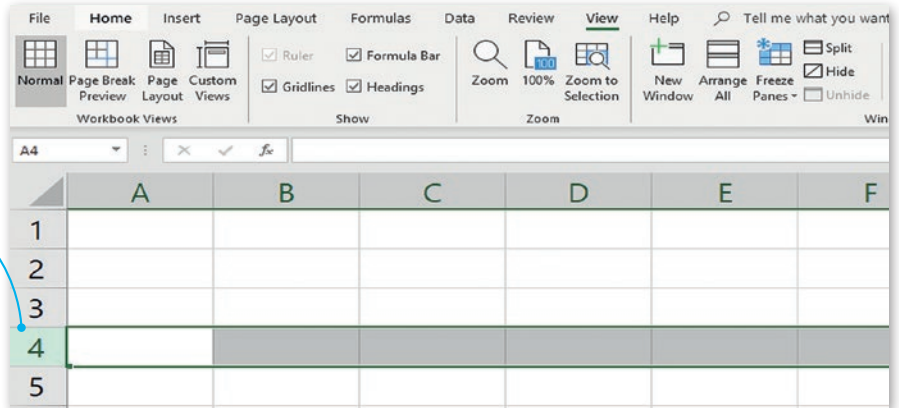 File Home Insert Page Layout Formulas Data Review View Help Tell me what you want
Ruler Formula Bar Split
Hide
Normal Page Break Page Custom Gridlines Headings Zoom 100% Zoom to New Arrange Freeze
Preview Layout Views Selection Window All Panes Unhide
Workbook Views Show Zoom Win
A4 fx
A B C D E F
1
2
3
4
5